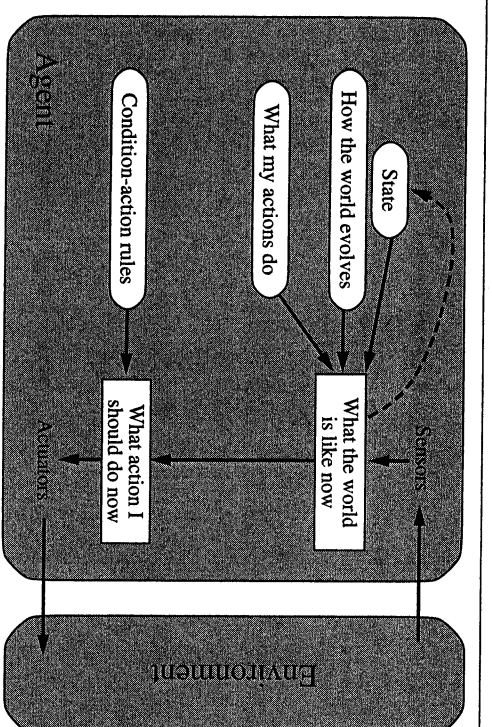 Sensors
State
How the world evolves
What my actions do
What the world
is like now
Condition-action rules
What action I
should do now
Agent
Actuators
Environment